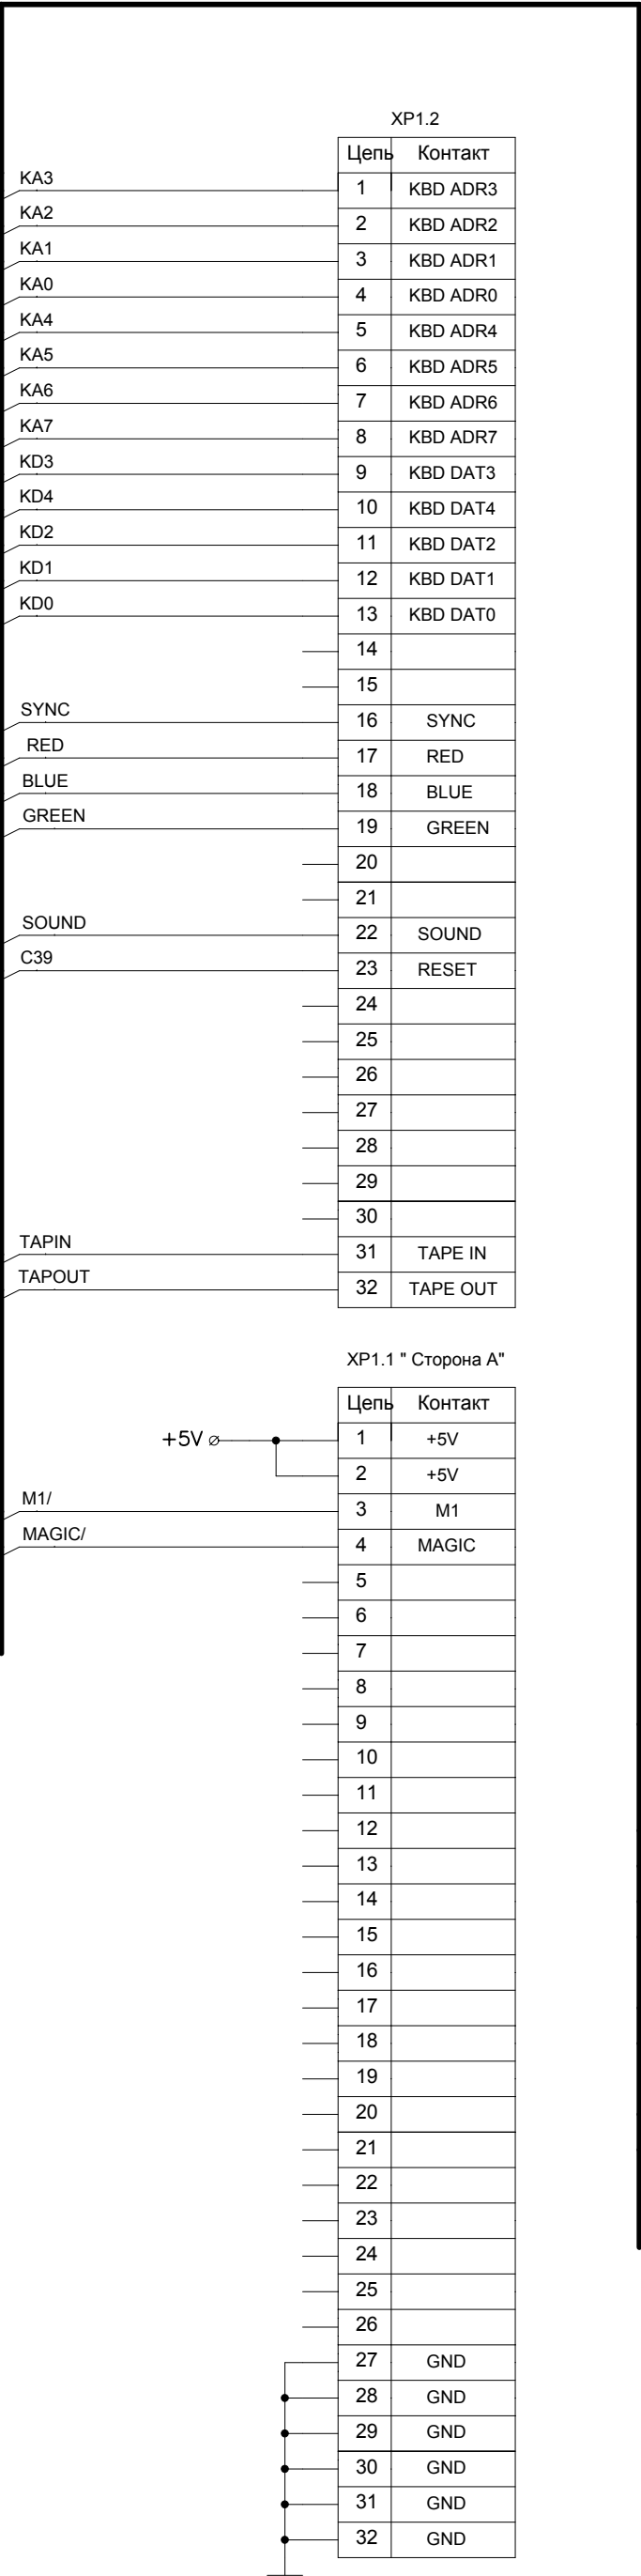 XP1.2
Цепь Контакт
KA3 1 KBD ADR3
KA2 2 KBD ADR2
KA1 3 KBD ADR1
KA0 4 KBD ADR0
KA4 5 KBD ADR4
KA5 6 KBD ADR5
KA6 7 KBD ADR6
KA7 8 KBD ADR7
KD3 9 KBD DAT3
KD4 10 KBD DAT4
KD2 11 KBD DAT2
KD1 12 KBD DAT1
KD0 13 KBD DAT0
14
15
SYNC 16 SYNC
RED 17 RED
BLUE 18 BLUE
GREEN 19 GREEN
20
21
SOUND 22 SOUND
C39 23 RESET
24
25
26
27
28
29
30
TAPIN 31 TAPE IN
TAPOUT 32 TAPE OUT
XP1.1 " Сторона А"
Цепь Контакт
+5V 1 +5V
2 +5V
M1/ 3 M1
MAGIC/ 4 MAGIC
5
6
7
8
9
10
11
12
13
14
15
16
17
18
19
20
21
22
23
24
25
26
27 GND
28 GND
29 GND
30 GND
31 GND
32 GND